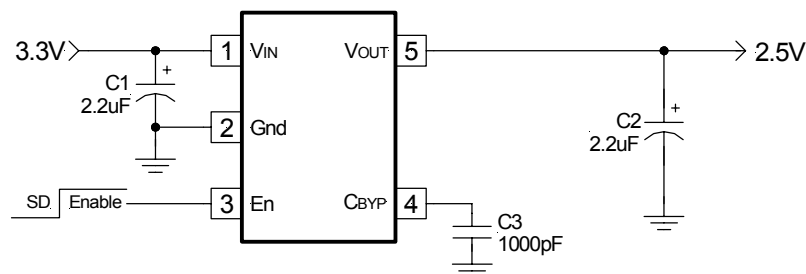 3.3V 1 VIN VOUT 5 2.5V
C1 +
2.2uF
2 Gnd
C2 +
2.2uF
SD Enable 3 En CBYP 4
C3
1000pF